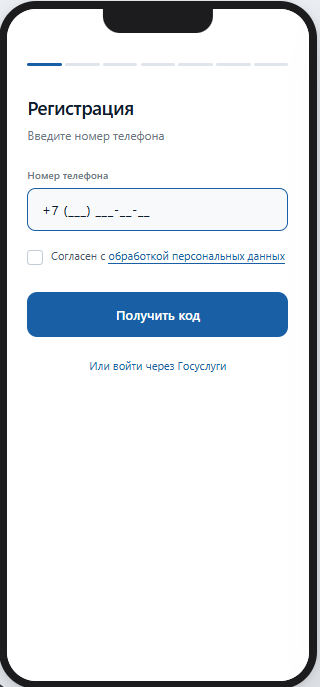 Регистрация
Введите номер телефона
Номер телефона
+7 (___) ___-__-__
Согласен с обработкой персональных данных
Получить код
Или войти через Госуслуги